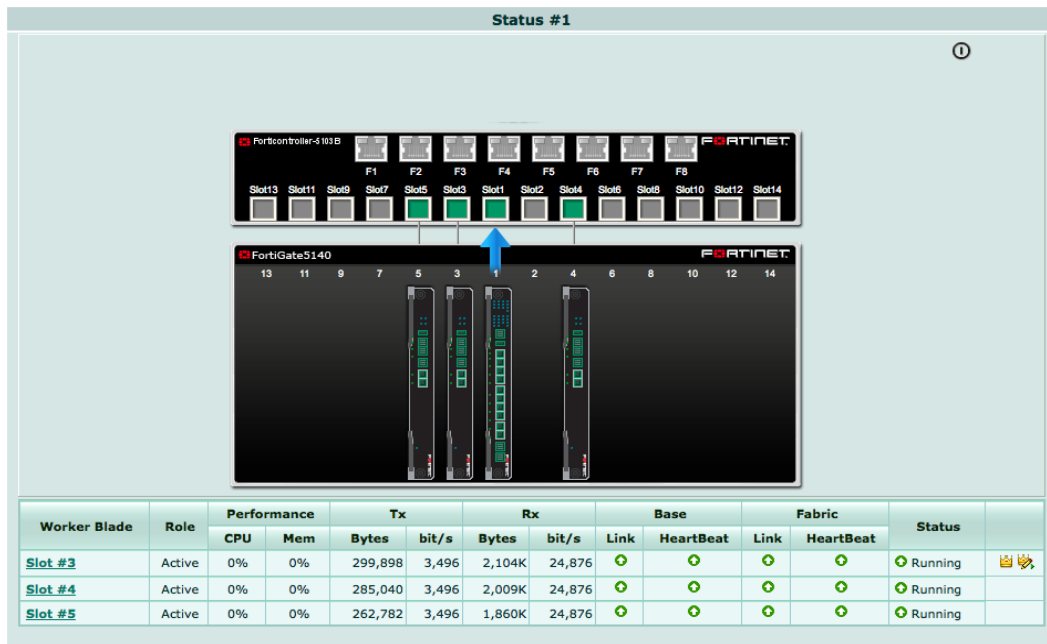 Status #1
Forticontroller-5103B FORTINET
F1 F2 F3 F4 F5 F6 F7 F8
Slot13 Slot11 Slot9 Slot7 Slot5 Slot3 Slot1 Slot2 Slot4 Slot6 Slot8 Slot10 Slot12 Slot14
FortiGate5140 FORTINET
13 11 9 7 5 3 1 2 4 6 8 10 12 14
Worker Blade Role Performance Tx Rx Base Fabric Status
CPU Mem Bytes bit/s Bytes bit/s Link HeartBeat Link HeartBeat
Slot #3 Active 0% 0% 299,898 3,496 2,104K 24,876 Running
Slot #4 Active 0% 0% 285,040 3,496 2,009K 24,876 Running
Slot #5 Active 0% 0% 262,782 3,496 1,860K 24,876 Running